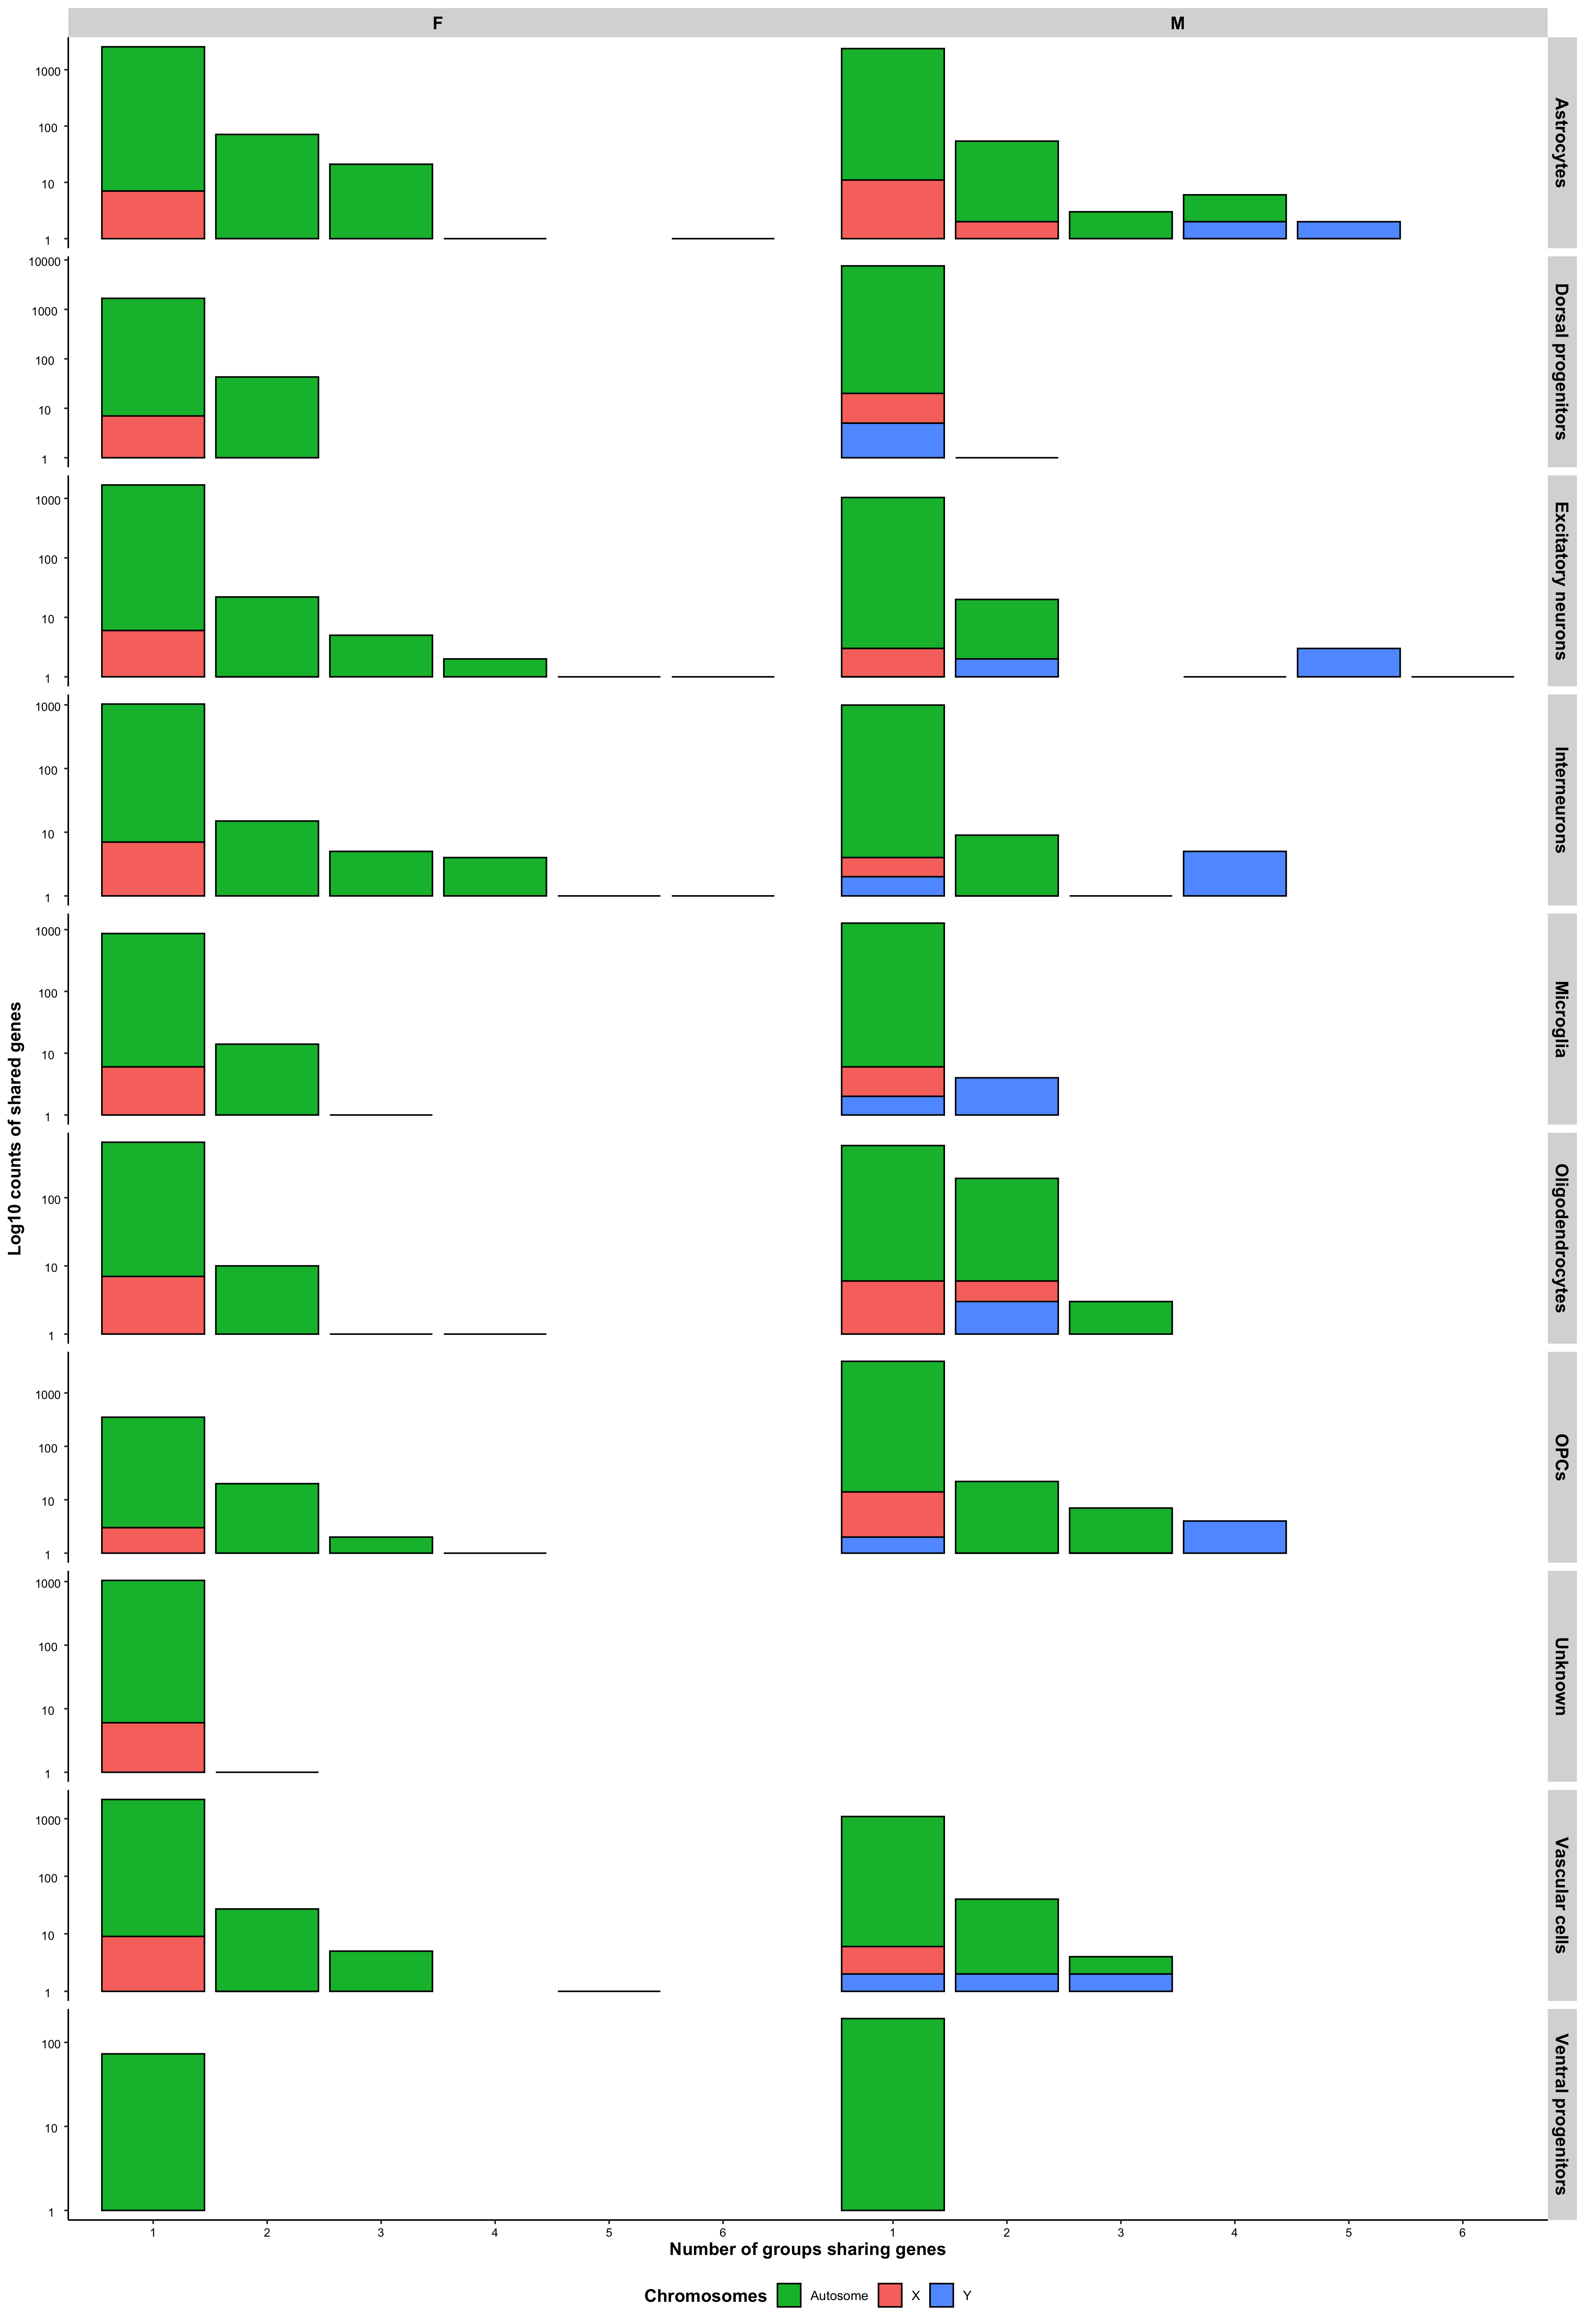 F
M
Log10 counts of shared genes
1000
100
10
1
Astrocytes
10000
1000
100
10
1
Dorsal progenitors
1000
100
10
1
Excitatory neurons
1000
100
10
1
Interneurons
1000
100
10
1
Microglia
100
10
1
Oligodendrocytes
1000
100
10
1
OPCs
1000
100
10
1
Unknown
1000
100
10
1
Vascular cells
100
10
1
Ventral progenitors
1 2 3 4 5 6 1 2 3 4 5 6
Number of groups sharing genes
Chromosomes Autosome X Y